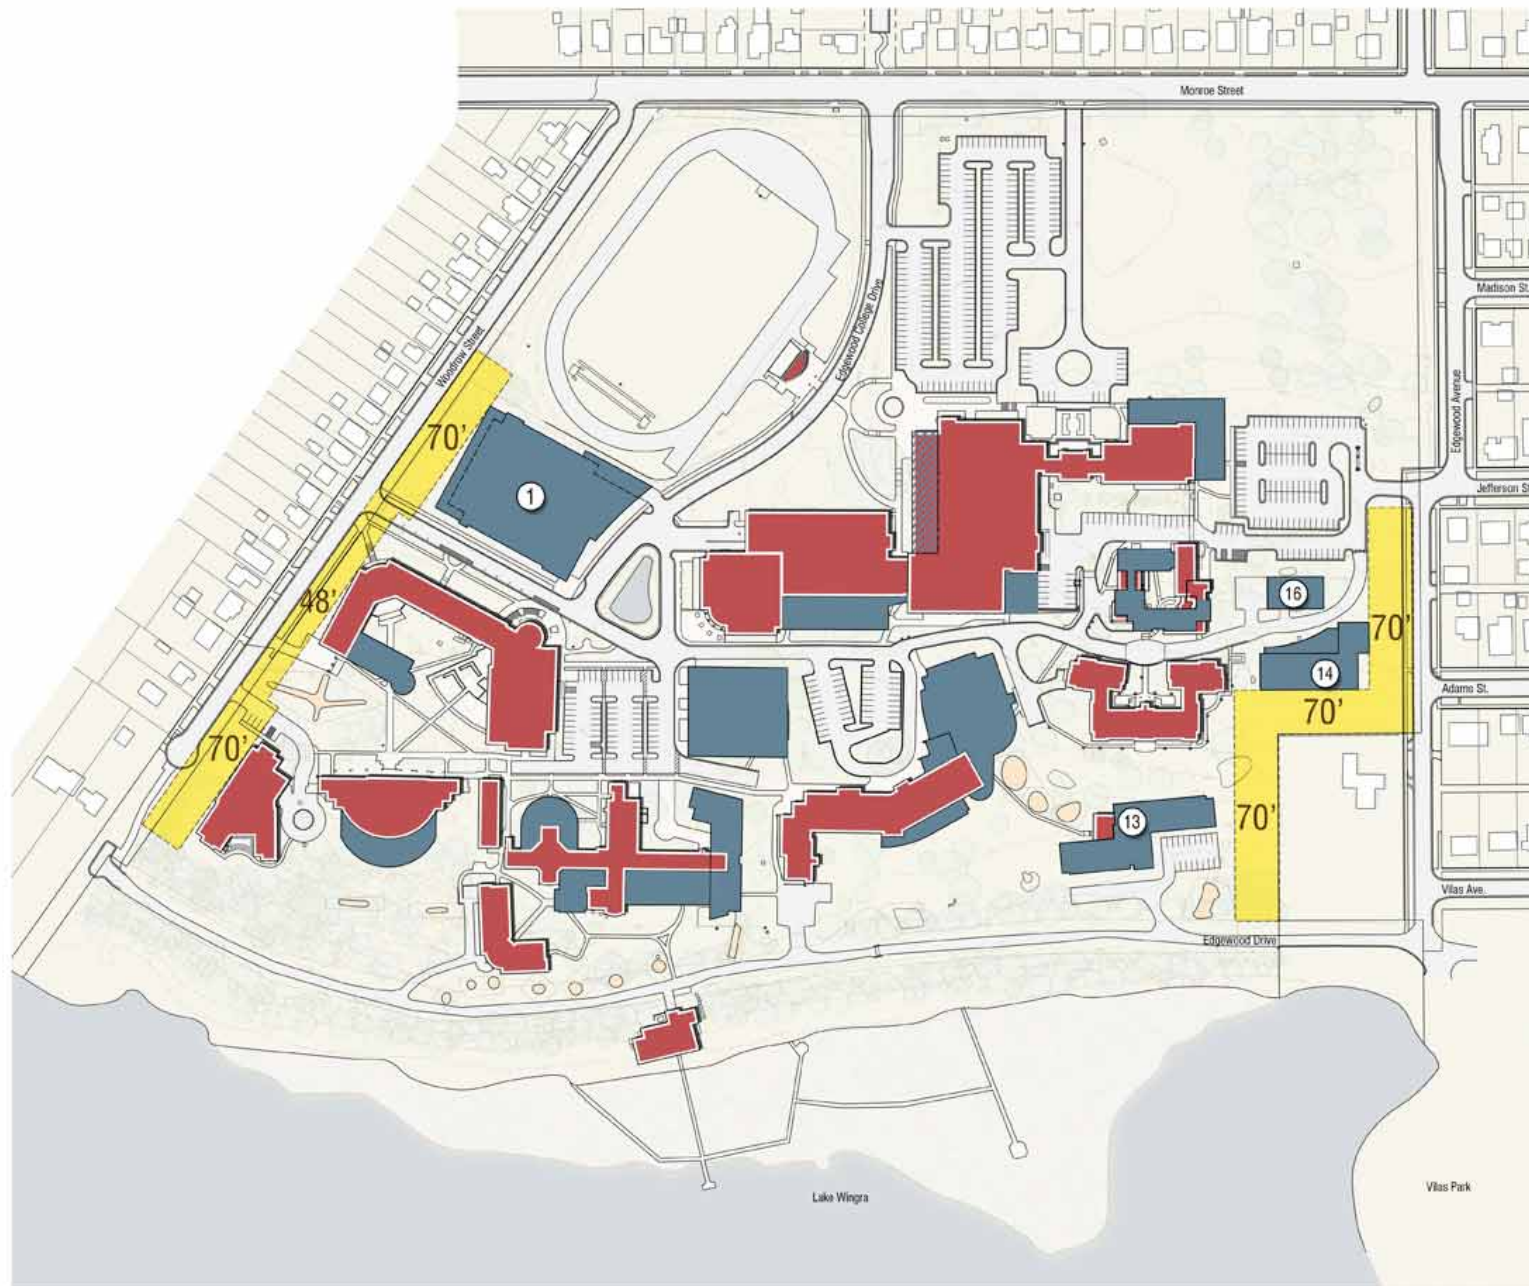 Monroe Street
Madison St.
Edgewood College Drive
Woodrow Street
Edgewood Avenue
70'
1
Jefferson St
48'
16
70'
14
Adams St.
70'
70'
70'
13
Vilas Ave.
Edgewood Drive
Lake Wingra
Vilas Park